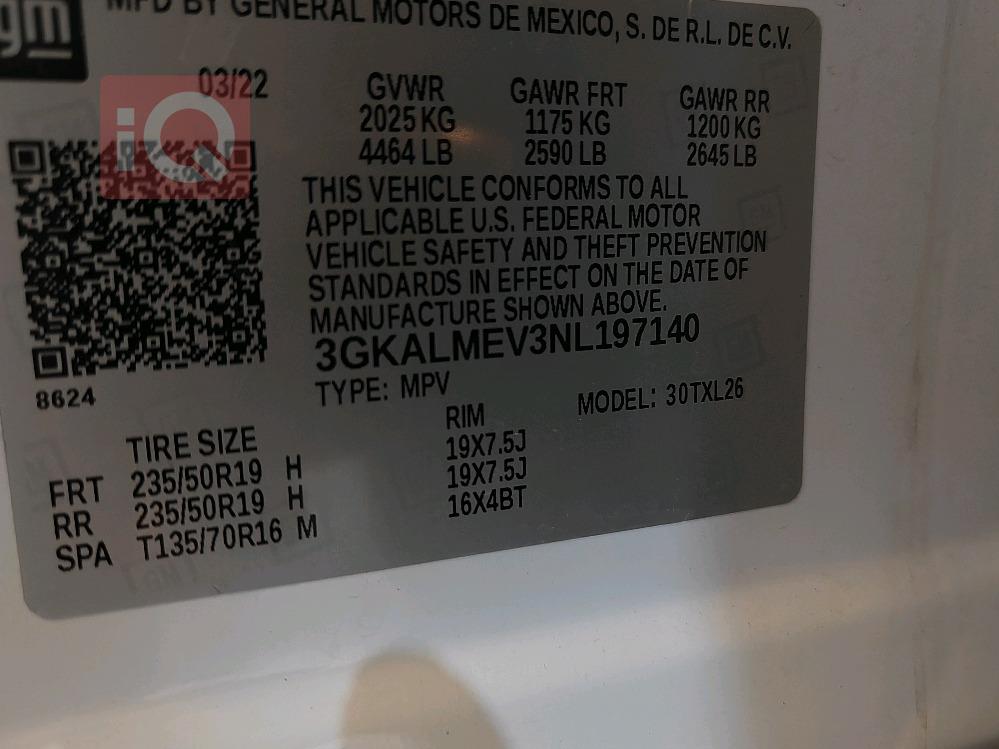 gm
MFD BY GENERAL MOTORS DE MEXICO, S. DE R.L. DE C.V.
03/22 GVWR GAWR FRT GAWR RR
2025 KG 1175 KG 1200 KG
4464 LB 2590 LB 2645 LB
iQ
THIS VEHICLE CONFORMS TO ALL
APPLICABLE U.S. FEDERAL MOTOR
VEHICLE SAFETY AND THEFT PREVENTION
STANDARDS IN EFFECT ON THE DATE OF
MANUFACTURE SHOWN ABOVE.
3GKALMEV3NL197140
8624 TYPE: MPV MODEL: 30TXL26
TIRE SIZE RIM
FRT 235/50R19 H 19X7.5J
RR 235/50R19 H 19X7.5J
SPA T135/70R16 M 16X4BT